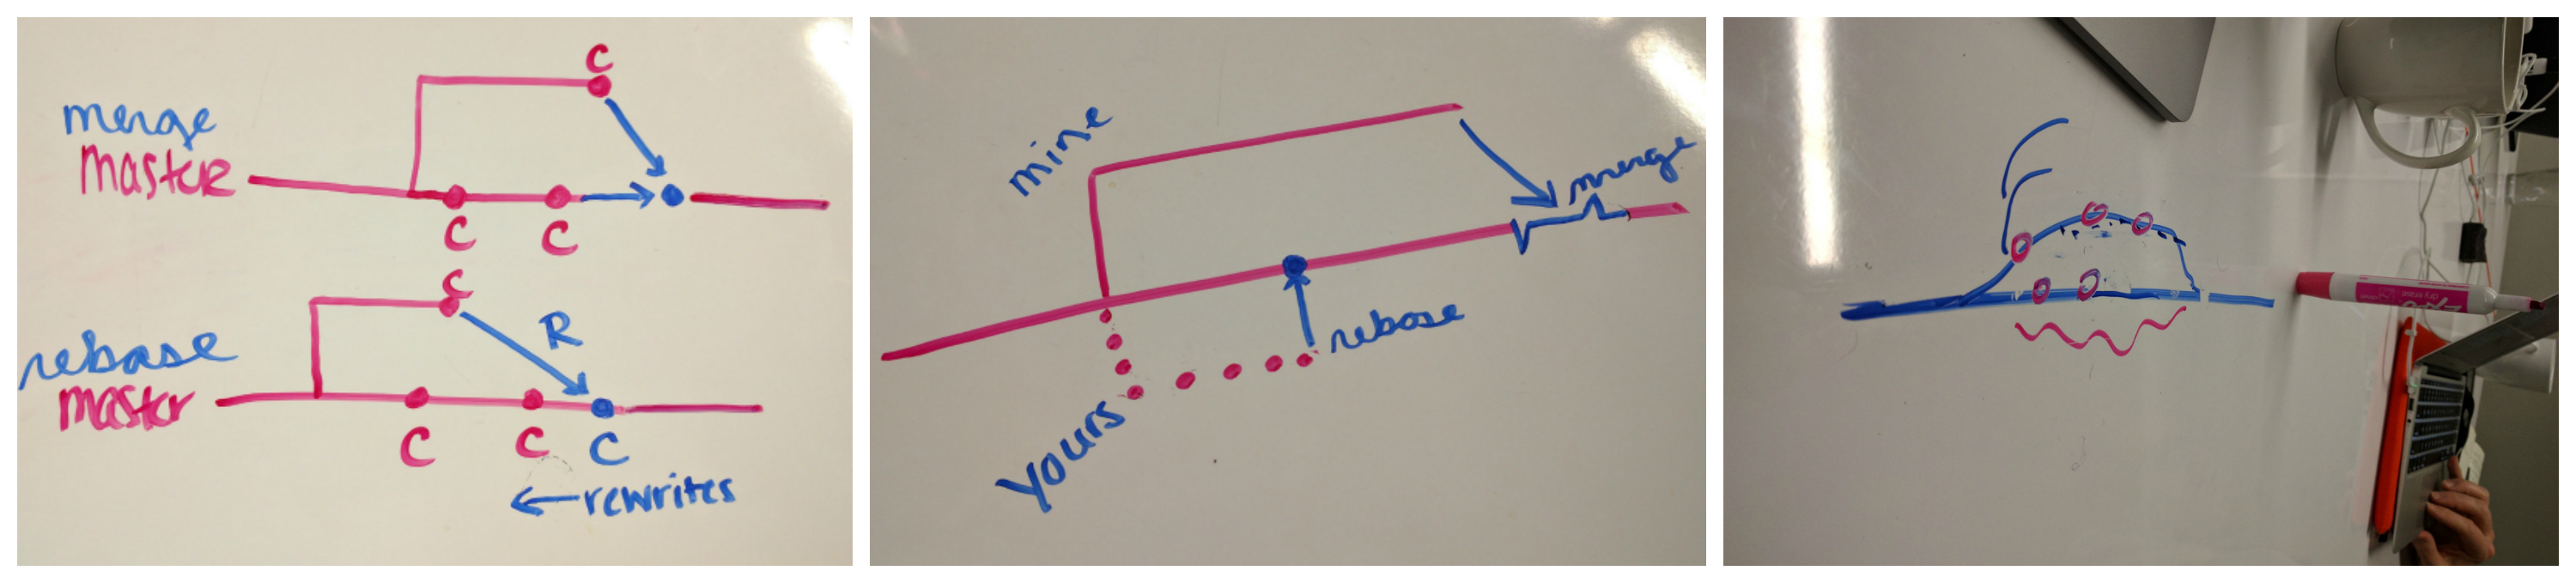 C
merge
master
C C
C
R
rebase
master
C C C
← rewrites
mine
merge
rebase
yours